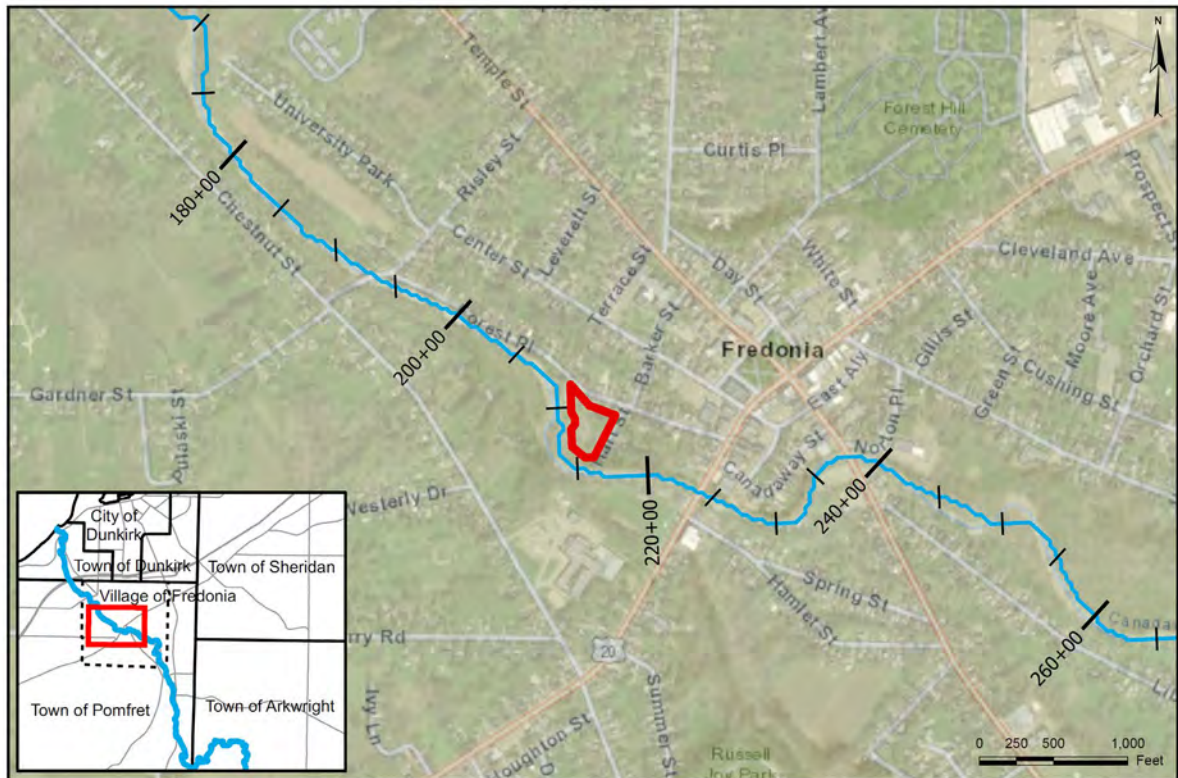 N
Lambert Ave
Temple St
Forest Hill
Cemetery
Curtis Pl
University Park
Risley St
Prospect St
180+00
Chestnut St
Center St
Levercft St
Terrace St
Day St
White St
Cleveland Ave
Moore Ave
Orchard St
200+00
Forest Pl
Barker St
Fredonia
East Aly
Gillis St
Green St
Cushing St
Gardner St
Pulaski St
Norton Pl
Canadaway St
240+00
Westerly Dr
220+00
Spring St
Hamlet St
260+00
20
Ivy Ln
Summer St
Russell
Joy Park
City of
Dunkirk
Town of Dunkirk
Town of Sheridan
Village of Fredonia
Town of Pomfret
Town of Arkwright
0 250 500 1,000
Feet